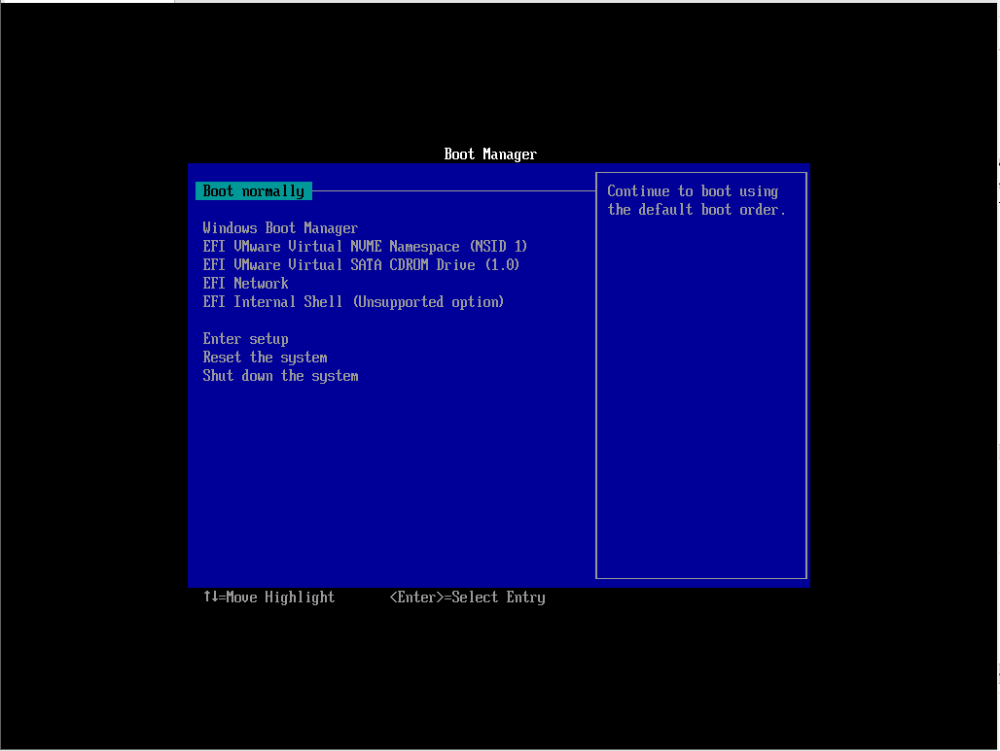 Boot Manager
Boot normally
Continue to boot using
the default boot order.
Windows Boot Manager
EFI VMware Virtual NVME Namespace (NSID 1)
EFI VMware Virtual SATA CDROM Drive (1.0)
EFI Network
EFI Internal Shell (Unsupported option)
Enter setup
Reset the system
Shut down the system
↑↓=Move Highlight <Enter>=Select Entry